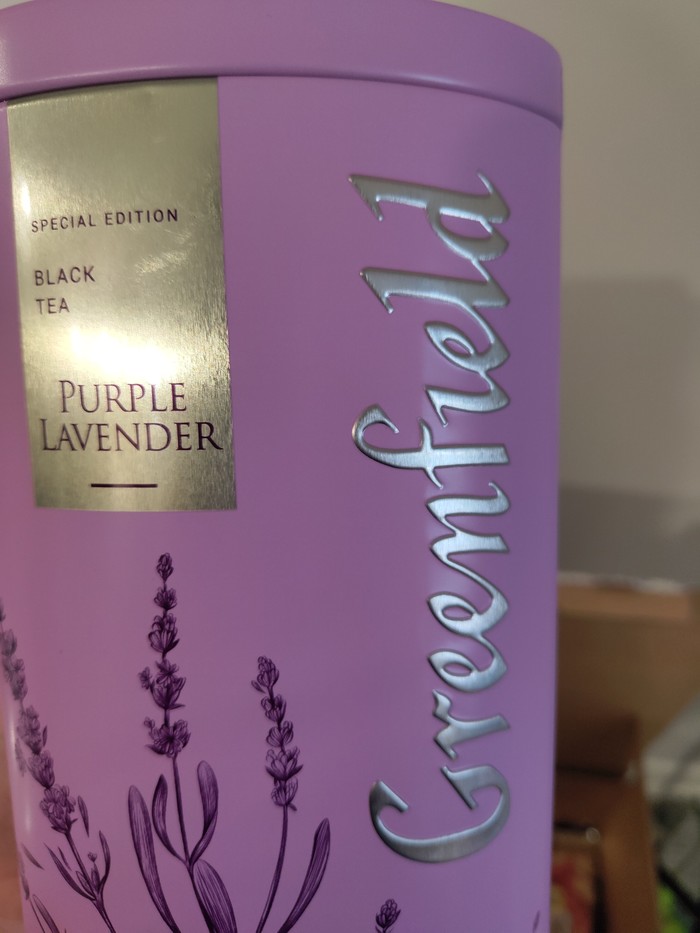 SPECIAL EDITION
BLACK
TEA
PURPLE
LAVENDER
Greenfield